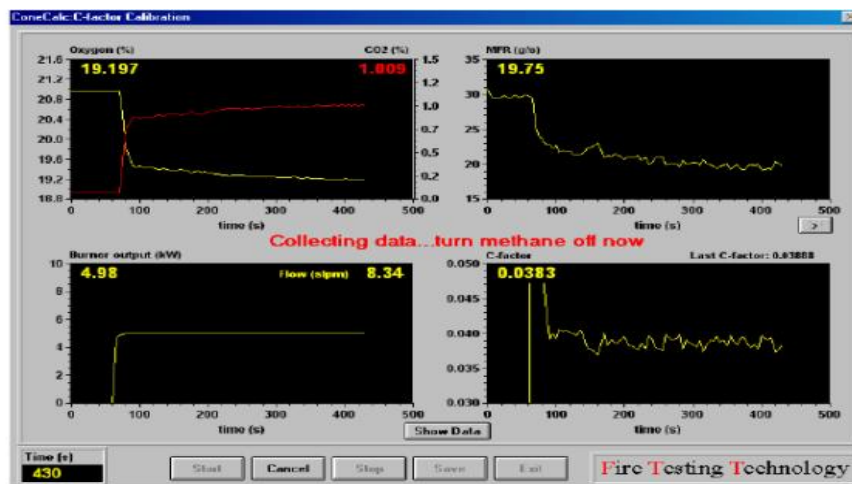 ConeCalc:C-factor Calibration
Oxygen (%) CO2 (%)
19.197 1.009
21.6
21.2
20.8
20.4
20.0
19.6
19.2
18.8
1.5
1.2
1.0
0.7
0.5
0.2
0.0
0 100 200 300 400 500
time (s)
MFR (g/s)
19.75
35
30
25
20
15
0 100 200 300 400 500
time (s)
>
Collecting data...turn methane off now
Burner output (kW)
4.98 Flow (slpm) 8.34
10
8
6
4
2
0
0 100 200 300 400 500
time (s)
Show Data
C-factor Last C-factor: 0.03888
0.0383
0.050
0.045
0.040
0.035
0.030
0 100 200 300 400 500
time (s)
Time (s)
430
Start Cancel Stop Save Exit
Fire Testing Technology